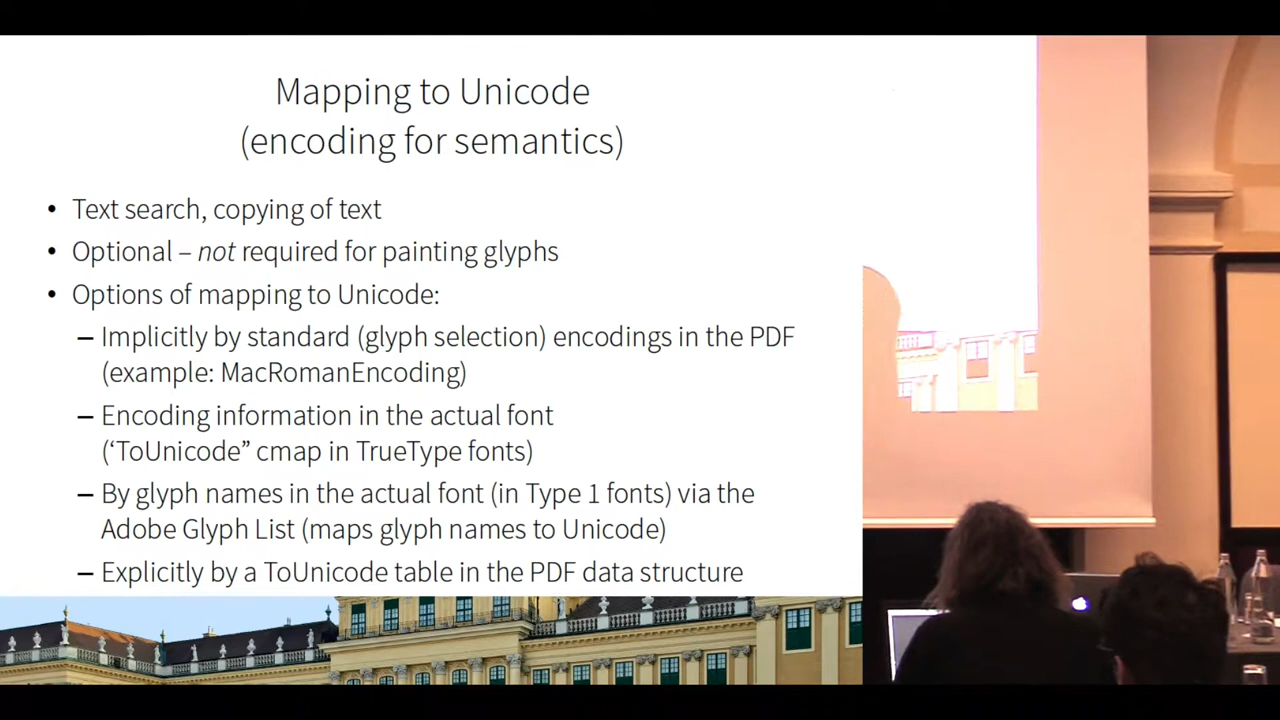 Mapping to Unicode
(encoding for semantics)
• Text search, copying of text
• Optional – not required for painting glyphs
• Options of mapping to Unicode:
– Implicitly by standard (glyph selection) encodings in the PDF
(example: MacRomanEncoding)
– Encoding information in the actual font
(‘ToUnicode” cmap in TrueType fonts)
– By glyph names in the actual font (in Type 1 fonts) via the
Adobe Glyph List (maps glyph names to Unicode)
– Explicitly by a ToUnicode table in the PDF data structure